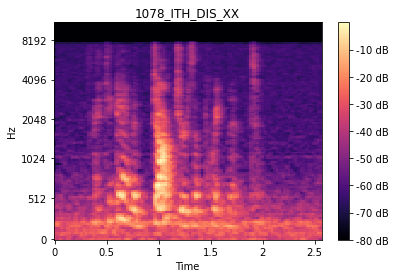 1078_ITH_DIS_XX
8192
4096
2048
1024
512
0
Hz
0 0.5 1 1.5 2 2.5
Time
-10 dB
-20 dB
-30 dB
-40 dB
-50 dB
-60 dB
-70 dB
-80 dB